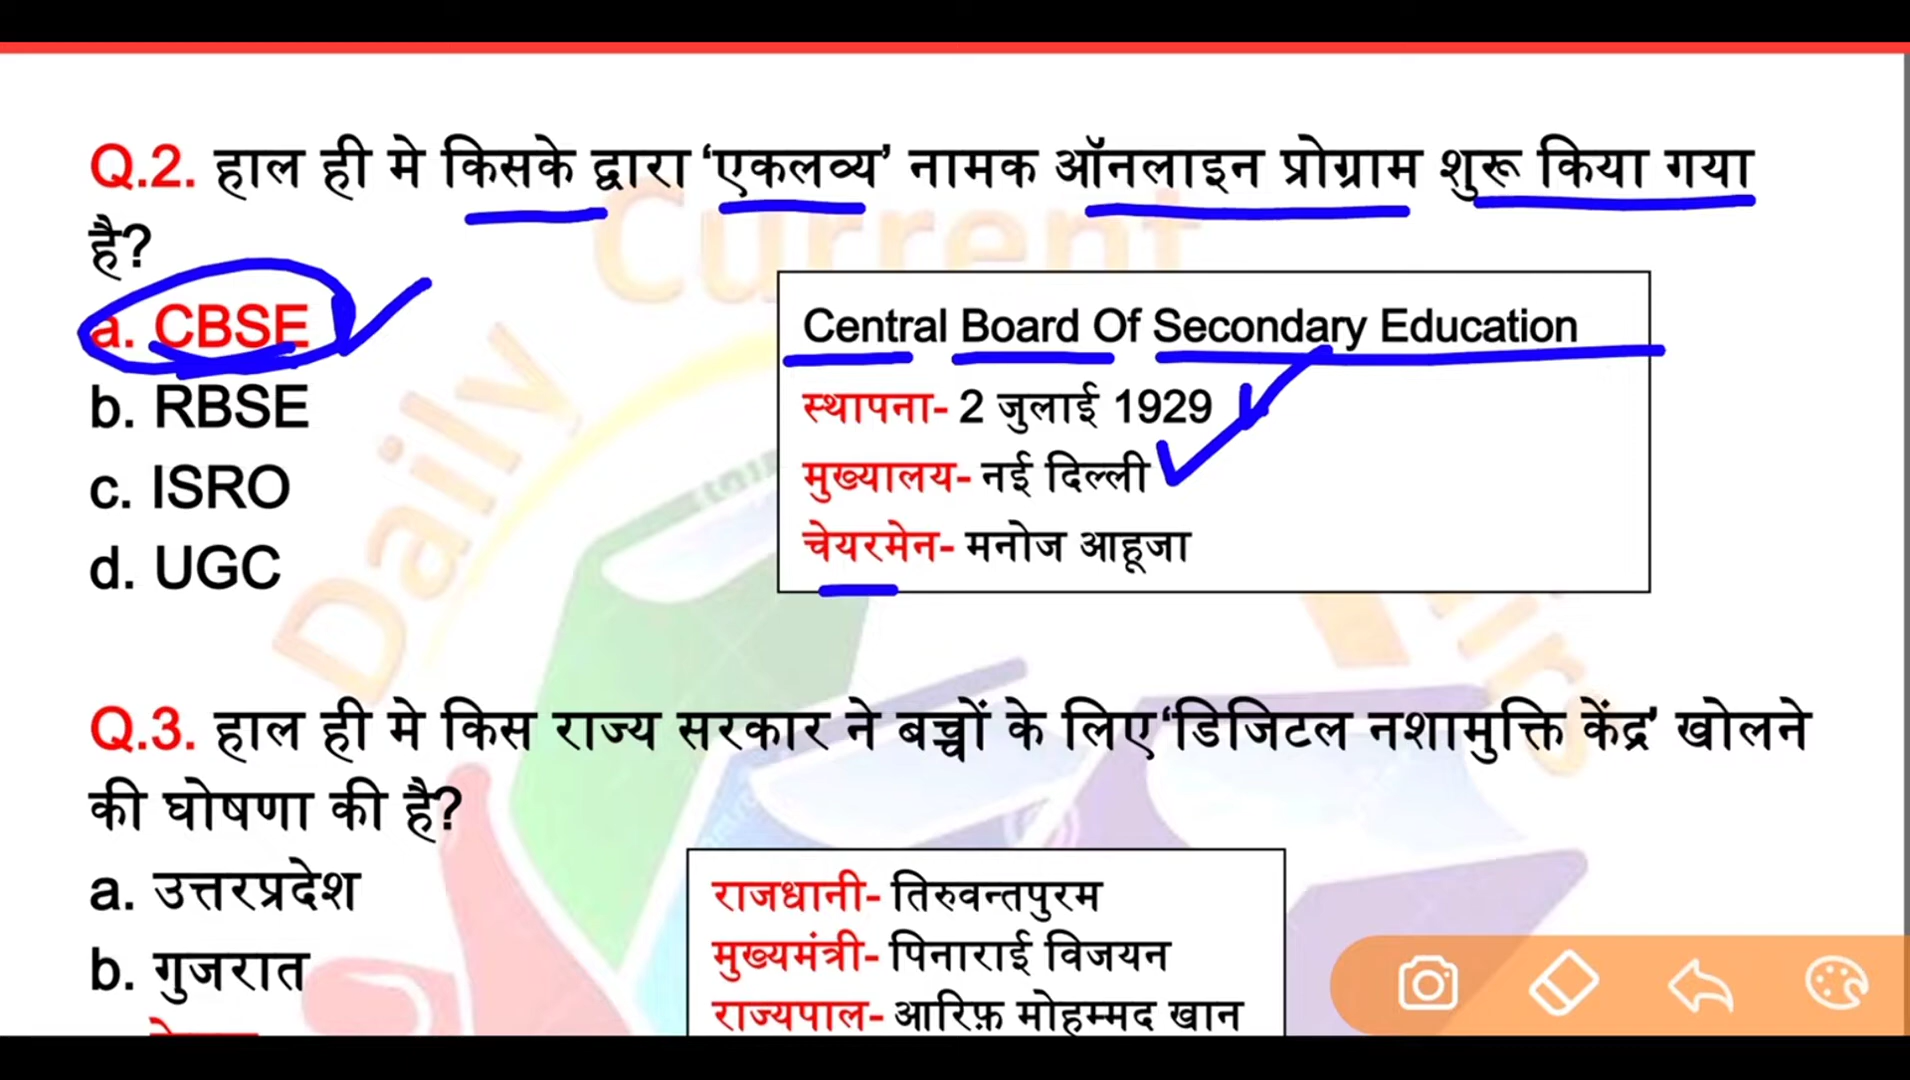 Q.2. हाल ही मे किसके द्वारा ‘एकलव्य’ नामक ऑनलाइन प्रोग्राम शुरू किया गया
है?
a. CBSE
b. RBSE
c. ISRO
d. UGC
Central Board Of Secondary Education
स्थापना- 2 जुलाई 1929
मुख्यालय- नई दिल्ली
चेयरमेन- मनोज आहूजा
Q.3. हाल ही मे किस राज्य सरकार ने बच्चों के लिए ‘डिजिटल नशामुक्ति केंद्र’ खोलने
की घोषणा की है?
a. उत्तरप्रदेश
b. गुजरात
राजधानी- तिरुवन्तपुरम
मुख्यमंत्री- पिनाराई विजयन
राज्यपाल- आरिफ़ मोहम्मद खान
Daily Current